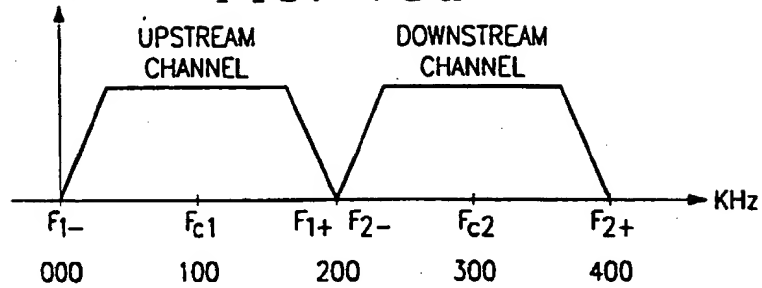 UPSTREAM DOWNSTREAM
CHANNEL CHANNEL
KHz
F1- Fc1 F1+ F2- Fc2 F2+
000 100 200 300 400